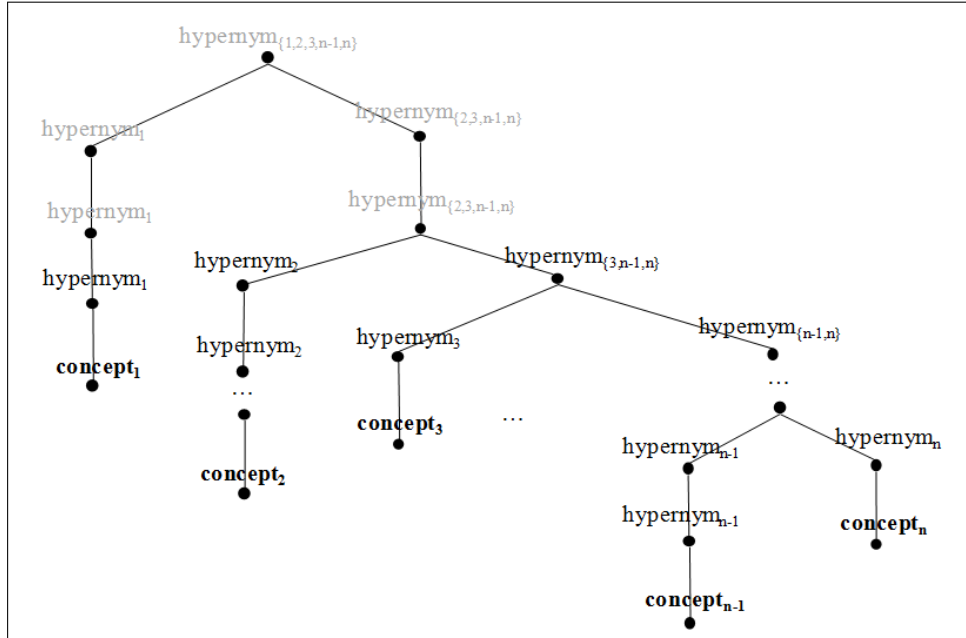 hypernym{1,2,3,n-1,n}
hypernym1
hypernym{2,3,n-1,n}
hypernym1
hypernym{2,3,n-1,n}
hypernym2
hypernym{3,n-1,n}
hypernym1
hypernym2
hypernym3
hypernym{n-1,n}
concept1
...
...
concept3
...
hypernymn-1
hypernymn
concept2
hypernymn-1
conceptn
conceptn-1